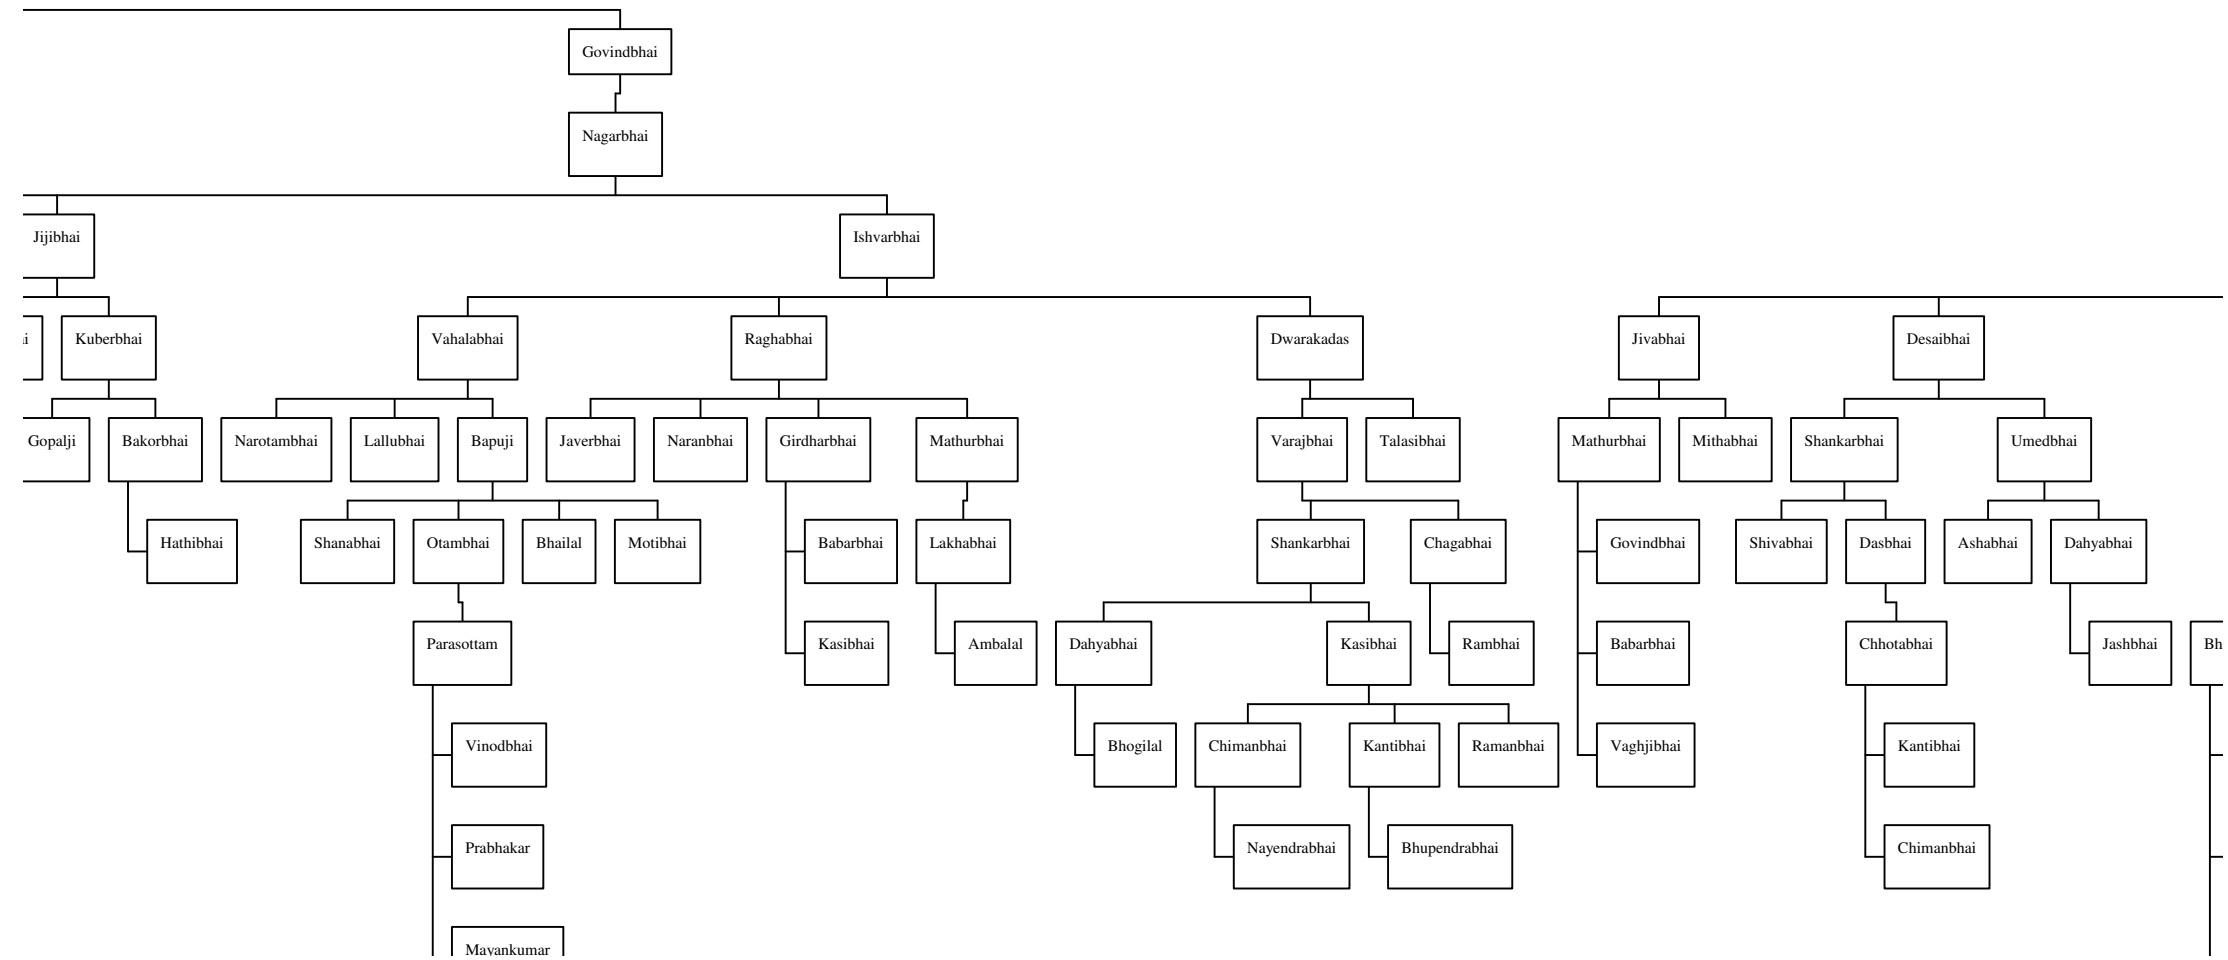 Govindbhai
Nagarbhai
Jijibhai
Ishvarbhai
Kuberbhai
Vahalabhai
Raghabhai
Dwarakadas
Jivabhai
Desaibhai
Gopalji
Bakorbhai
Narotambhai
Lallubhai
Bapuji
Javerbhai
Naranbhai
Girdharbhai
Mathurbhai
Varajbhai
Talasibhai
Mathurbhai
Mithabhai
Shankarbhai
Umedbhai
Hathibhai
Shanabhai
Otambhai
Bhailal
Motibhai
Babarbhai
Lakhabhai
Shankarbhai
Chagabhai
Govindbhai
Shivabhai
Dasbhai
Ashabhai
Dahyabhai
Parasottam
Kasibhai
Ambalal
Dahyabhai
Kasibhai
Rambhai
Babarbhai
Chhotabhai
Jashbhai
Vinodbhai
Bhogilal
Chimanbhai
Kantibhai
Ramanbhai
Vaghjibhai
Kantibhai
Prabhakar
Nayendrabhai
Bhupendrabhai
Chimanbhai
Mayankumar